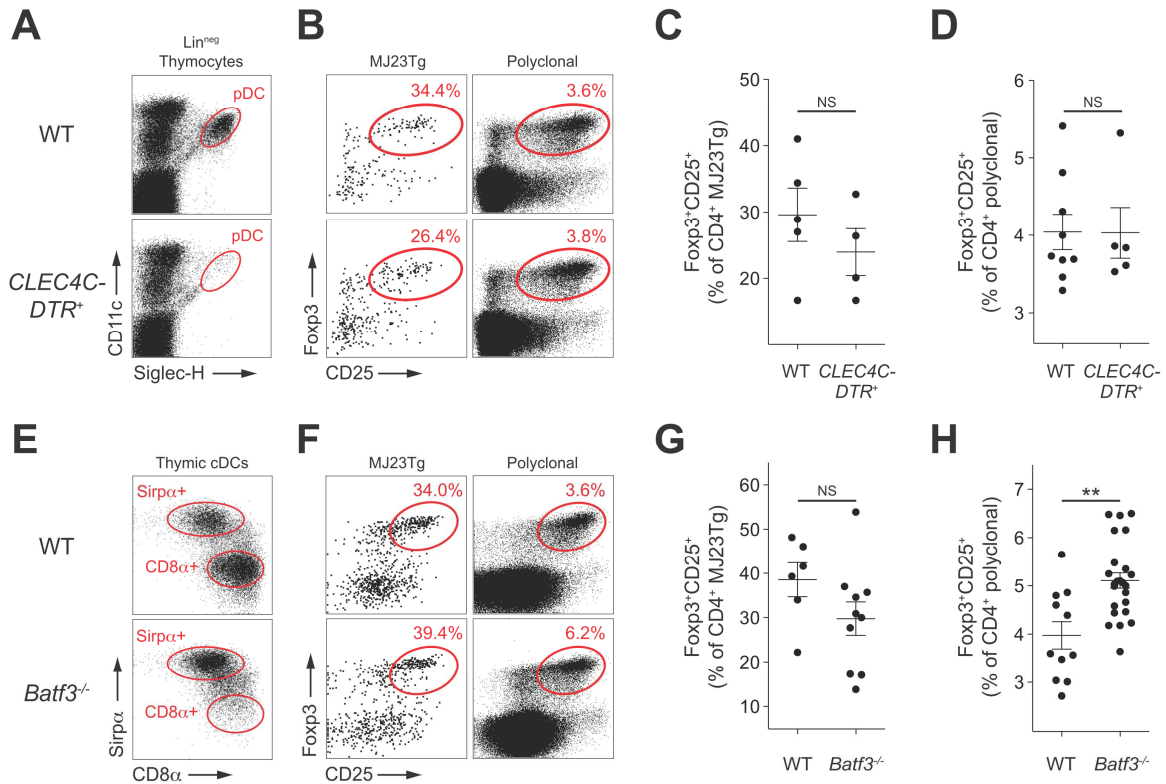 A
Lin^neg
Thymocytes
pDC
WT
pDC
CLEC4C-
DTR⁺
CD11c
Siglec-H
B
MJ23Tg
Polyclonal
34.4%
3.6%
26.4%
3.8%
Foxp3
CD25
C
50
40
30
20
NS
Foxp3⁺CD25⁺
(% of CD4⁺ MJ23Tg)
WT
CLEC4C-
DTR⁺
D
6
5
4
3
NS
Foxp3⁺CD25⁺
(% of CD4⁺ polyclonal)
WT
CLEC4C-
DTR⁺
E
Thymic cDCs
Sirpα+
CD8α+
WT
Sirpα+
CD8α+
Batf3⁻/⁻
Sirpα
CD8α
F
MJ23Tg
Polyclonal
34.0%
3.6%
39.4%
6.2%
Foxp3
CD25
G
60
50
40
30
20
10
NS
Foxp3⁺CD25⁺
(% of CD4⁺ MJ23Tg)
WT
Batf3⁻/⁻
H
7
6
5
4
3
**
Foxp3⁺CD25⁺
(% of CD4⁺ polyclonal)
WT
Batf3⁻/⁻